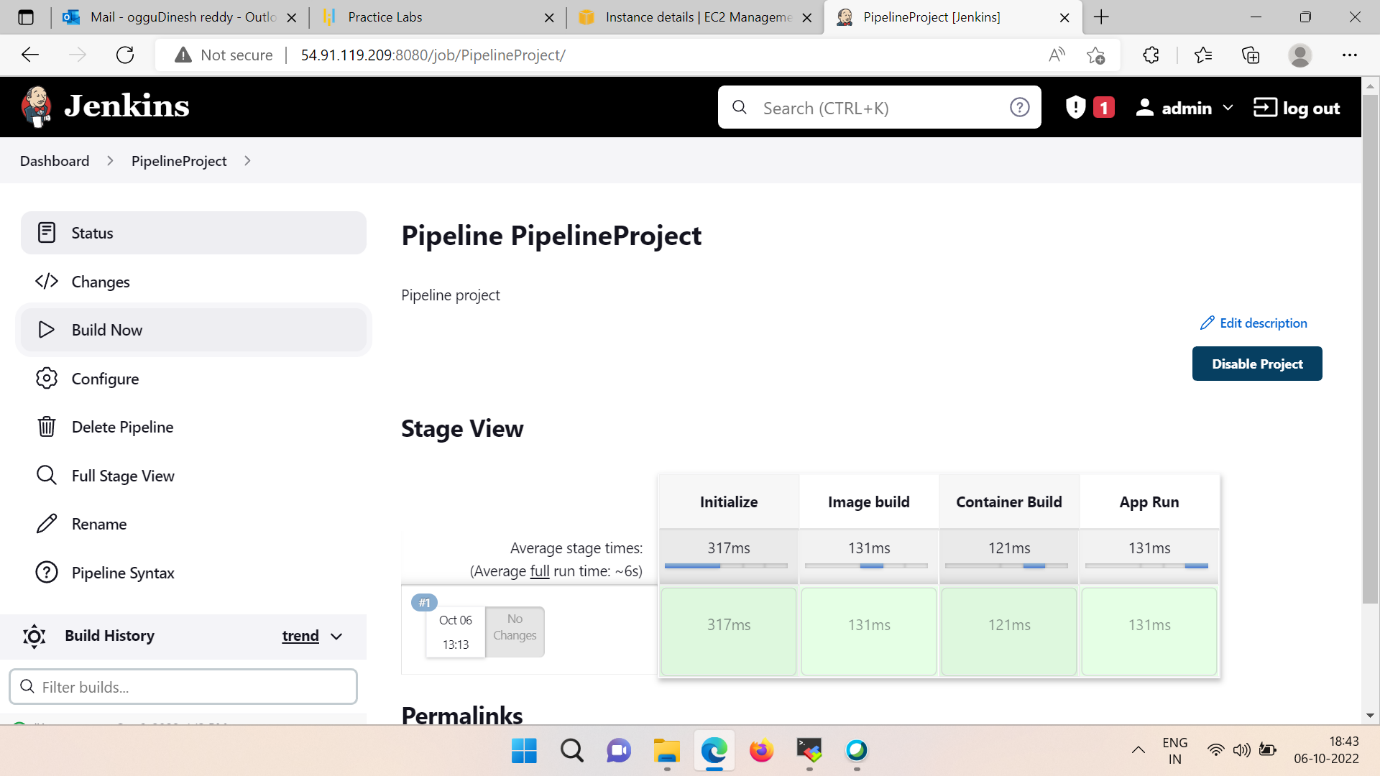 Mail - ogguDinesh reddy - Outlo
Practice Labs
Instance details | EC2 Manageme
PipelineProject [Jenkins]
Not secure
54.91.119.209:8080/job/PipelineProject/
Jenkins
Search (CTRL+K)
1
admin
log out
Dashboard
PipelineProject
Status
Changes
Build Now
Configure
Delete Pipeline
Full Stage View
Rename
Pipeline Syntax
Build History
trend
Filter builds...
Pipeline PipelineProject
Pipeline project
Edit description
Disable Project
Stage View
Initialize
Image build
Container Build
App Run
Average stage times:
(Average full run time: ~6s)
317ms
131ms
121ms
131ms
#1
Oct 06
13:13
No
Changes
317ms
131ms
121ms
131ms
Permalinks
ENG
IN
18:43
06-10-2022